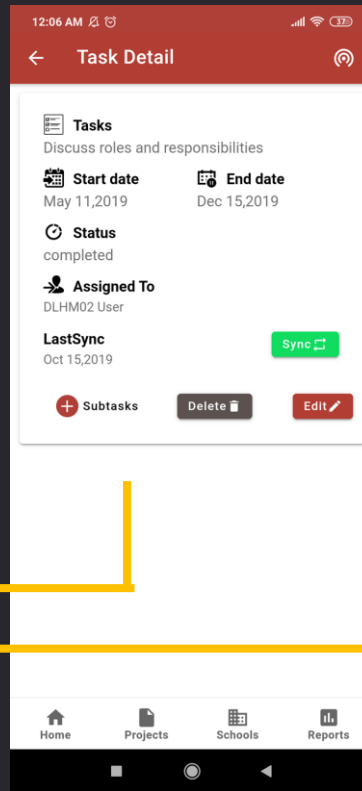 12:06 AM 37
Task Detail
Tasks
Discuss roles and responsibilities
Start date End date
May 11,2019 Dec 15,2019
Status
completed
Assigned To
DLHM02 User
LastSync
Oct 15,2019
Sync
Subtasks Delete Edit
Home Projects Schools Reports